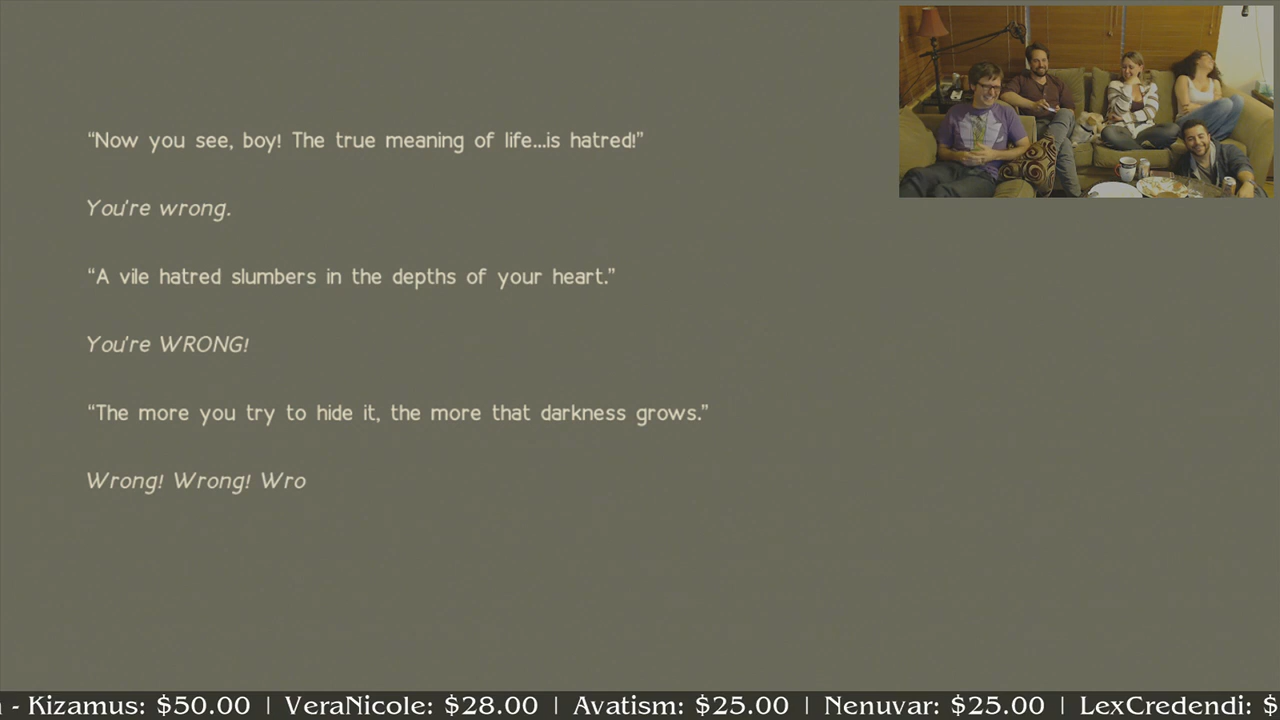 “Now you see, boy! The true meaning of life...is hatred!”
You're wrong.
“A vile hatred slumbers in the depths of your heart.”
You're WRONG!
“The more you try to hide it, the more that darkness grows.”
Wrong! Wrong! Wro
- Kizamus: $50.00 | VeraNicole: $28.00 | Avatism: $25.00 | Nenuvar: $25.00 | LexCredendi: $